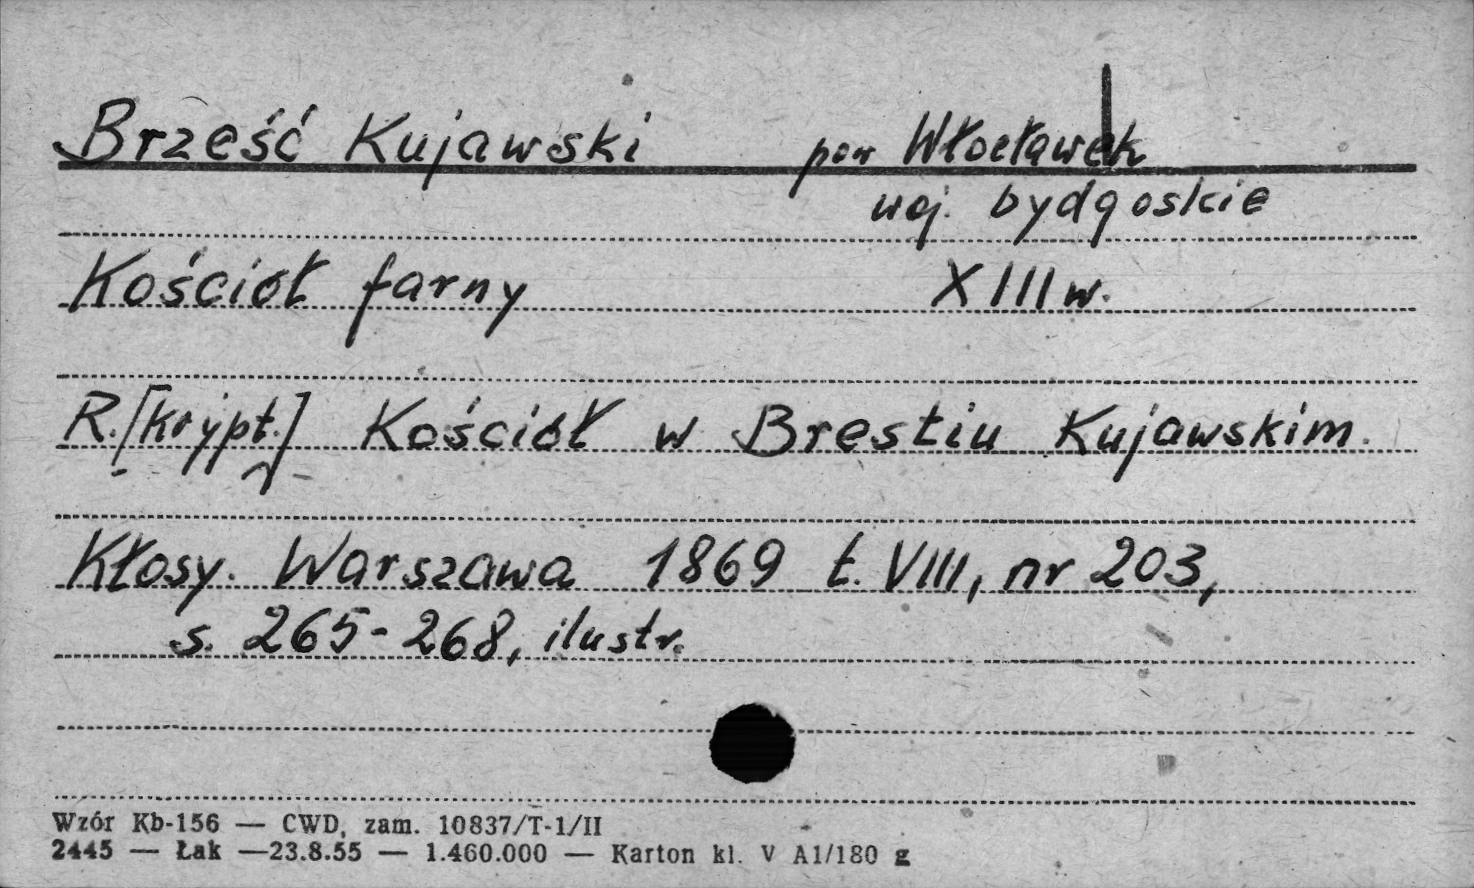 Brześć Kujawski pow Włocławek
woj. bydgoskie
Kościół farny XIII w.
R. [krypt.] Kościół w Brestiu Kujawskim.
Kłosy. Warszawa 1869 t. VIII, nr 203,
s. 265-268, ilustr.
Wzór Kb-156 — CWD, zam. 10837/T-1/II
2445 — Łak —23.8.55 — 1.460.000 — Karton kl. V A1/180 g